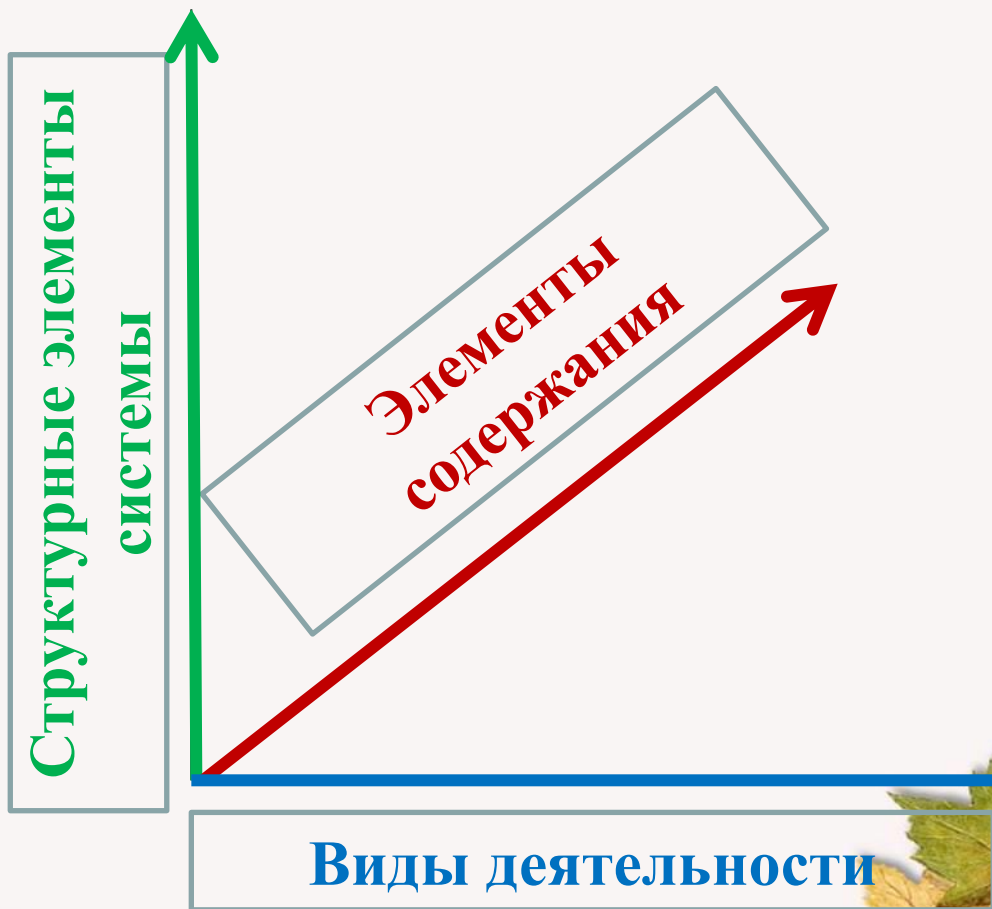 Структурные элементы
системы
Элементы
содержания
Виды деятельности